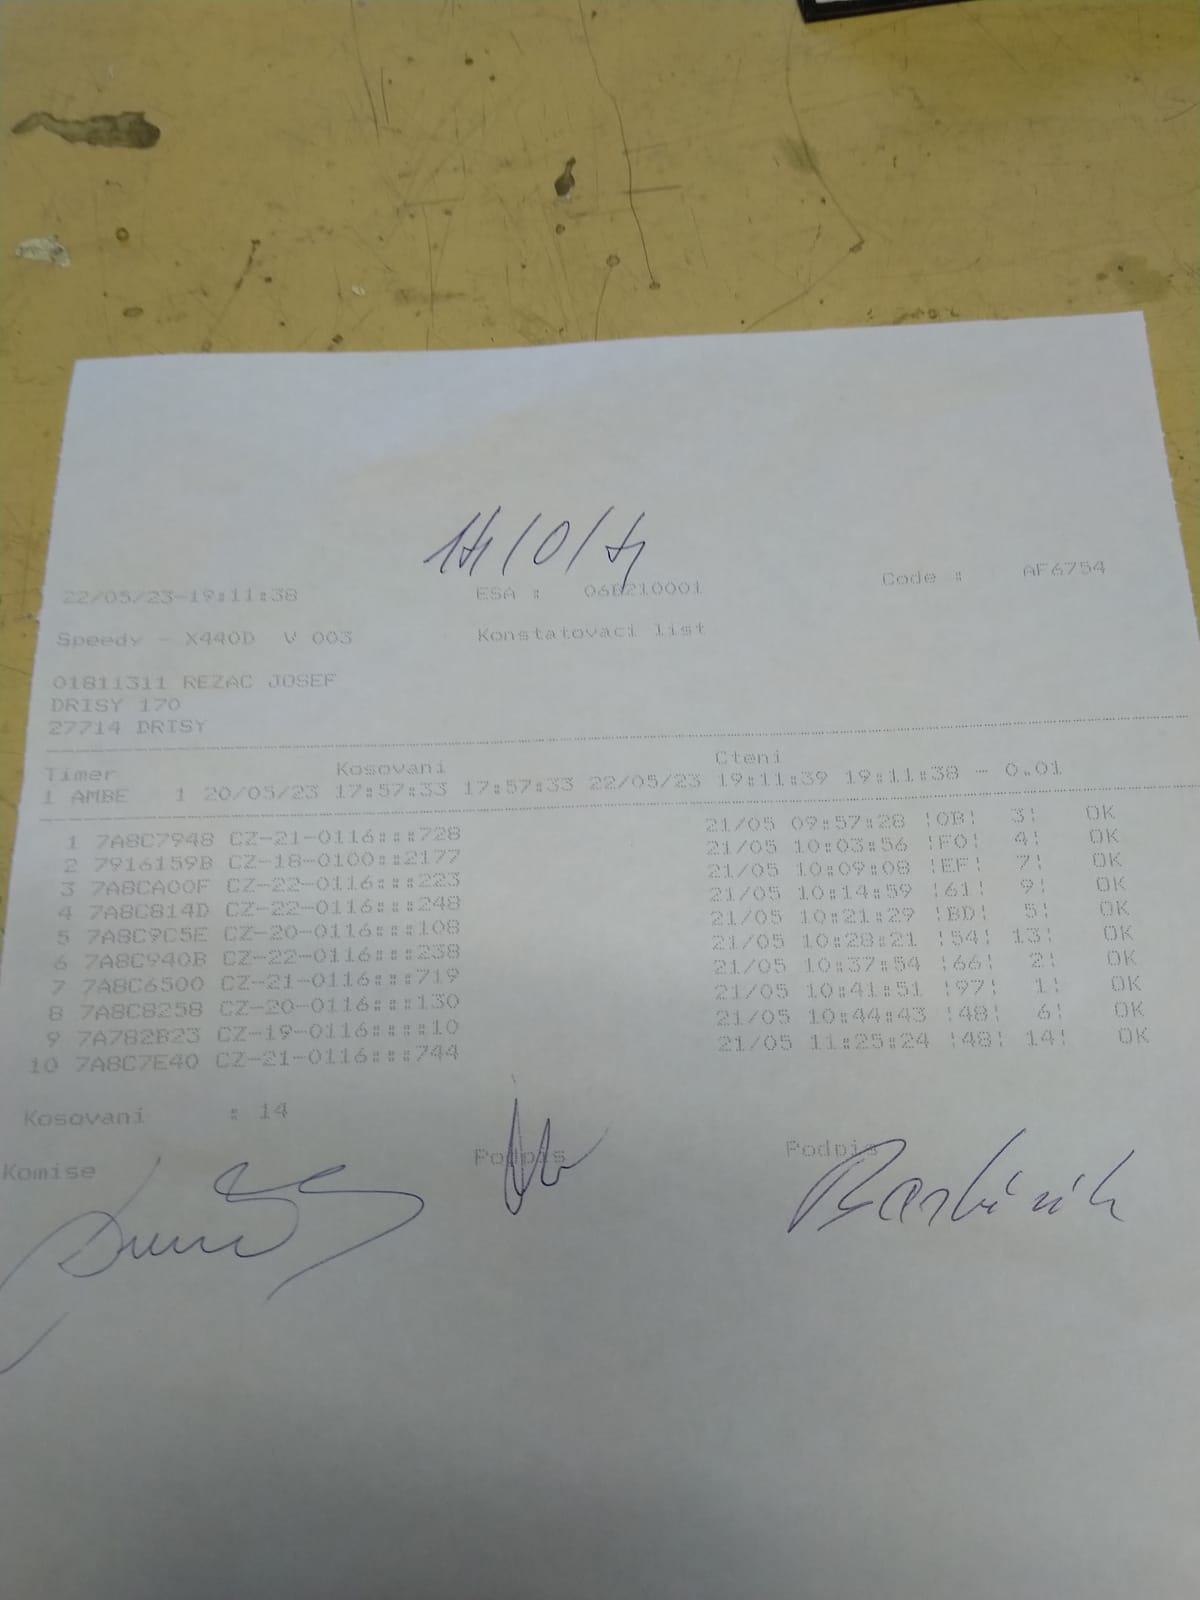 22/05/23-19:11:38 ESA : 06B210001 Code : AF6754
Speedy - X440D V 003 Konstatovaci list
01811311 REZAC JOSEF
DRISY 170
27714 DRISY
Timer Kosovani Cteni
1 AMBE 1 20/05/23 17:57:33 17:57:33 22/05/23 19:11:39 19:11:38 - 0.01
1 7A8C7948 CZ-21-0116:::728 21/05 09:57:28 !0B! 3! OK
2 7916159B CZ-18-0100::2177 21/05 10:03:56 !F0! 4! OK
3 7A8CA00F CZ-22-0116:::223 21/05 10:09:08 !EF! 7! OK
4 7A8C814D CZ-22-0116:::248 21/05 10:14:59 !61! 9! OK
5 7A8C9C5E CZ-20-0116:::108 21/05 10:21:29 !BD! 5! OK
6 7A8C940B CZ-22-0116:::238 21/05 10:28:21 !54! 13! OK
7 7A8C6500 CZ-21-0116:::719 21/05 10:37:54 !66! 2! OK
8 7A8C8258 CZ-20-0116:::130 21/05 10:41:51 !97! 1! OK
9 7A782B23 CZ-19-0116::::10 21/05 10:44:43 !48! 6! OK
10 7A8C7E40 CZ-21-0116:::744 21/05 11:25:24 !48! 14! OK
Kosovani : 14
Komise Podpis Podpis